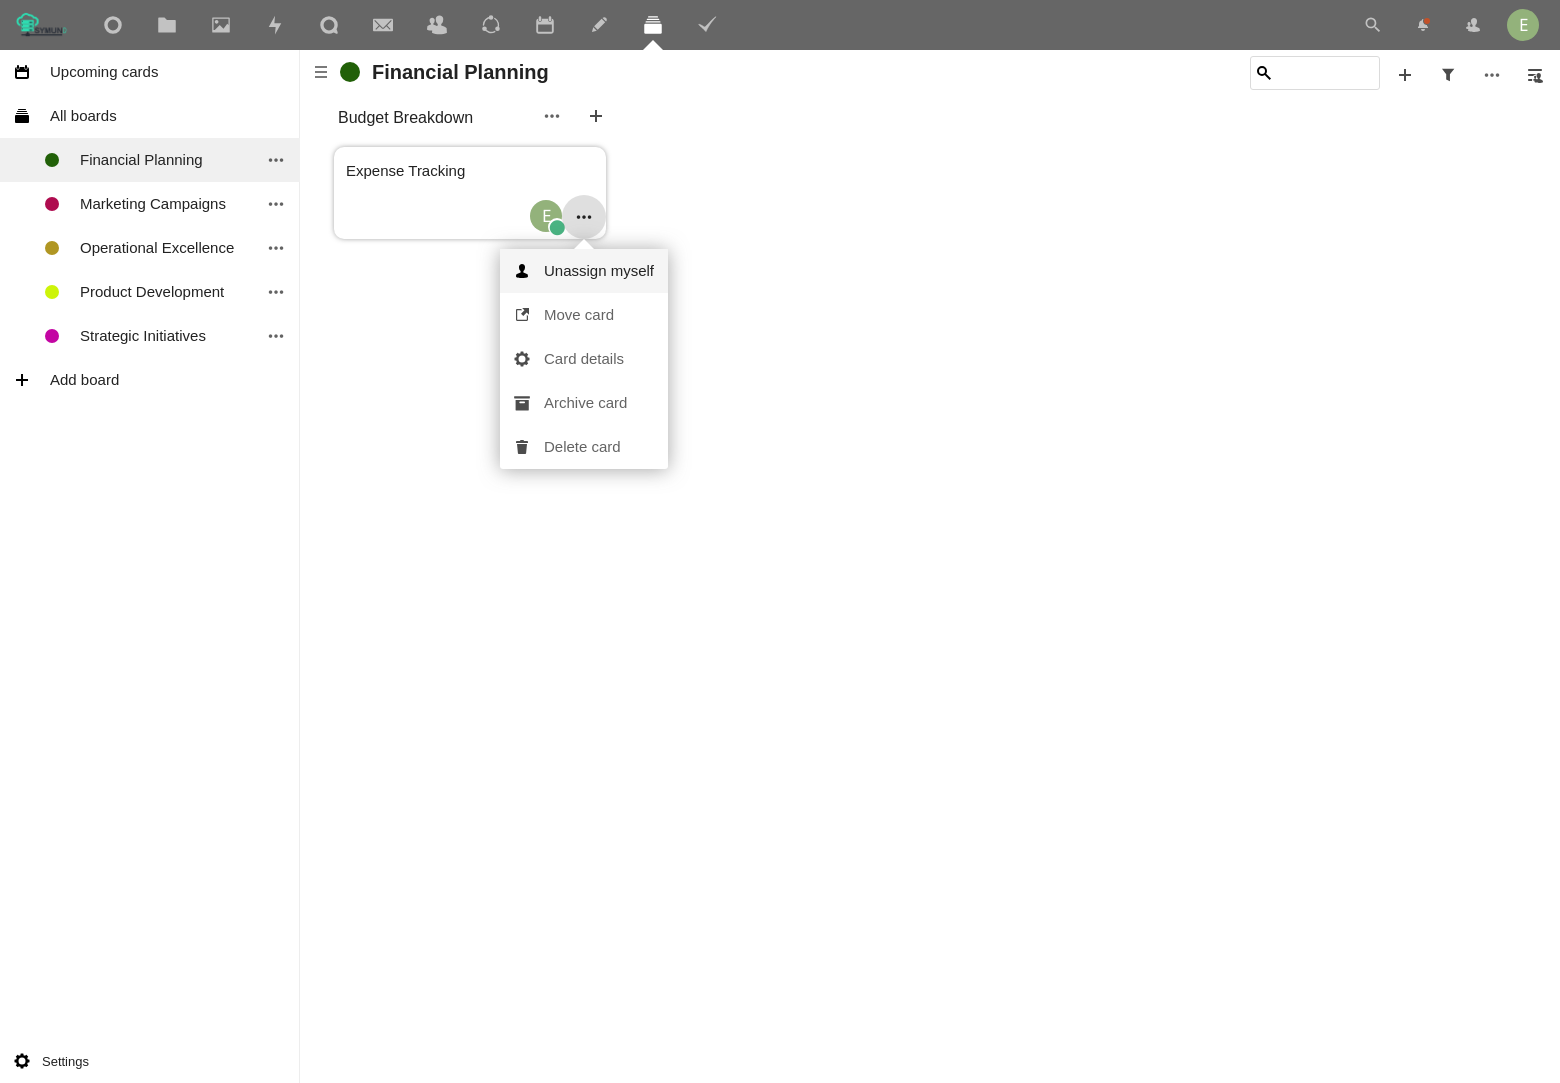 E
Upcoming cards
All boards
Financial Planning
Marketing Campaigns
Operational Excellence
Product Development
Strategic Initiatives
Add board
Settings
Financial Planning
Budget Breakdown
Expense Tracking
E
Unassign myself
Move card
Card details
Archive card
Delete card